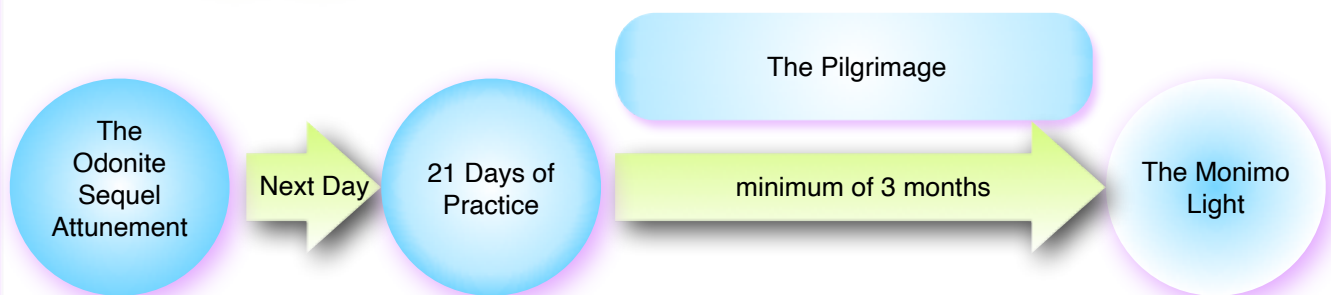 The
Odonite
Sequel
Attunement
Next Day
21 Days of
Practice
The Pilgrimage
minimum of 3 months
The Monimo
Light